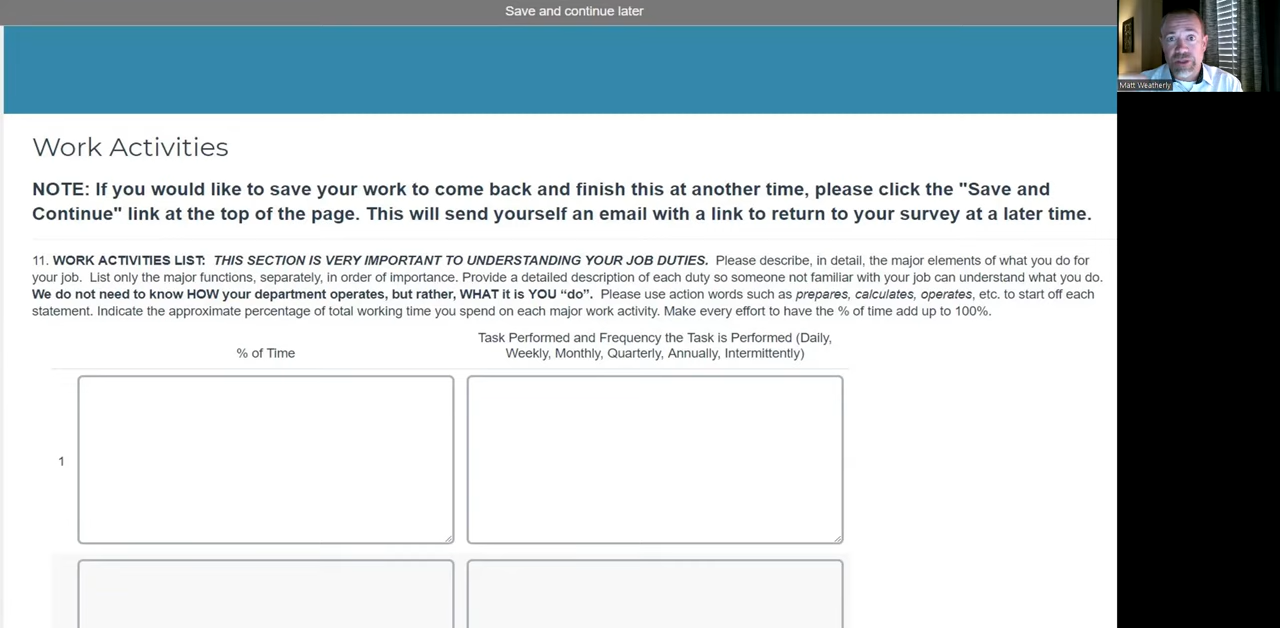 Save and continue later
Matt Weatherly
Work Activities
NOTE: If you would like to save your work to come back and finish this at another time, please click the "Save and
Continue" link at the top of the page. This will send yourself an email with a link to return to your survey at a later time.
11. WORK ACTIVITIES LIST: THIS SECTION IS VERY IMPORTANT TO UNDERSTANDING YOUR JOB DUTIES. Please describe, in detail, the major elements of what you do for
your job. List only the major functions, separately, in order of importance. Provide a detailed description of each duty so someone not familiar with your job can understand what you do.
We do not need to know HOW your department operates, but rather, WHAT it is YOU “do”. Please use action words such as prepares, calculates, operates, etc. to start off each
statement. Indicate the approximate percentage of total working time you spend on each major work activity. Make every effort to have the % of time add up to 100%.
% of Time
Task Performed and Frequency the Task is Performed (Daily,
Weekly, Monthly, Quarterly, Annually, Intermittently)
1